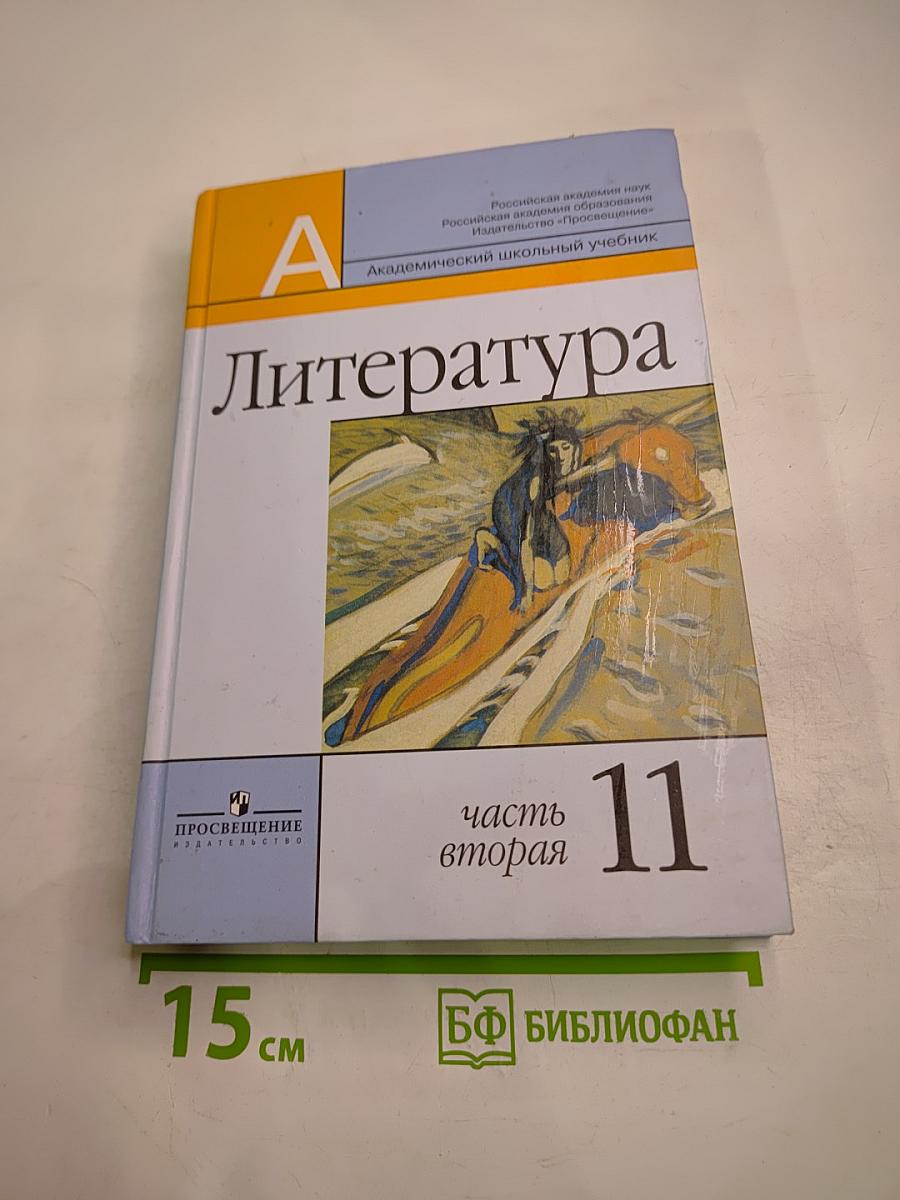 Российская академия наук
Российская академия образования
Издательство «Просвещение»
А
Академический школьный учебник
Литература
ПРОСВЕЩЕНИЕ
ИЗДАТЕЛЬСТВО
часть
вторая
11
15 см
БФ БИБЛИОФАН